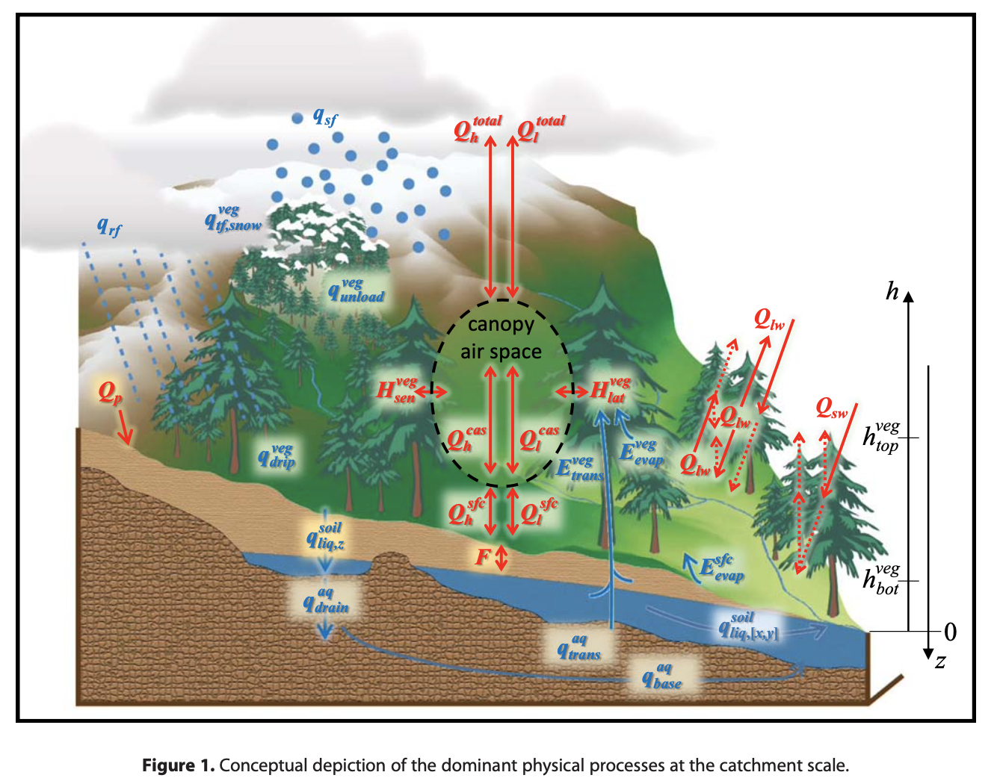 q_sf
Q_h^total Q_l^total
q_tf,snow^veg
q_rf
q_unload^veg
h
canopy
air space
Q_lw
Q_p
H_sen^veg H_lat^veg
Q_sw
Q_lw
Q_h^cas Q_l^cas
h_top^veg
q_drip^veg
E_trans^veg E_evap^veg
Q_lw
Q_h^sfc Q_l^sfc
q_liq,z^soil
F
E_evap^sfc
h_bot^veg
q_drain^aq
q_liq,[x,y]^soil
0
q_trans^aq
z
q_base^aq
Figure 1. Conceptual depiction of the dominant physical processes at the catchment scale.